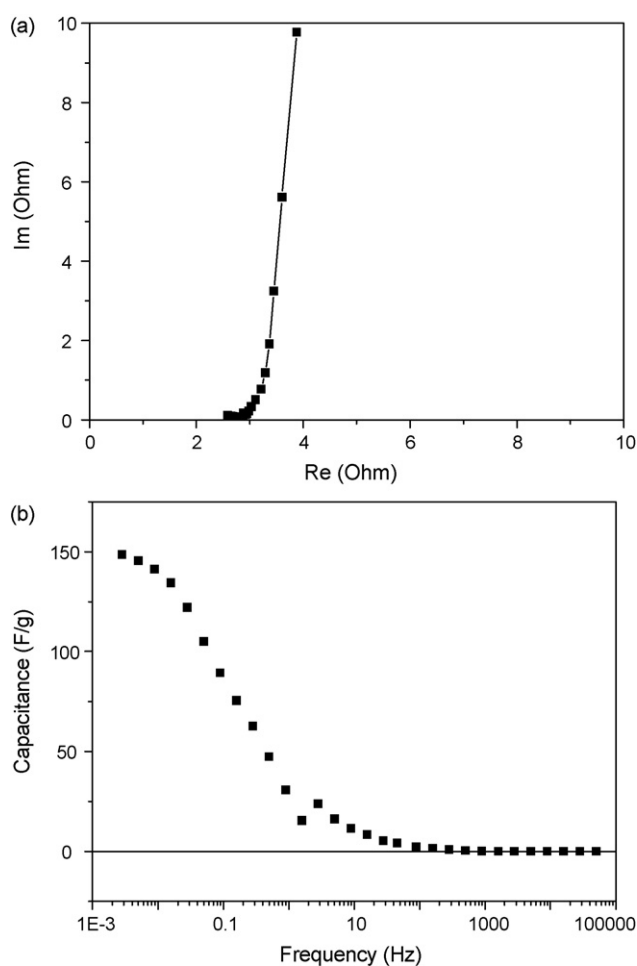 (a)
10
8
6
4
2
0
Im (Ohm)
0 2 4 6 8 10
Re (Ohm)
(b)
150
100
50
0
Capacitance (F/g)
1E-3 0.1 10 1000 100000
Frequency (Hz)